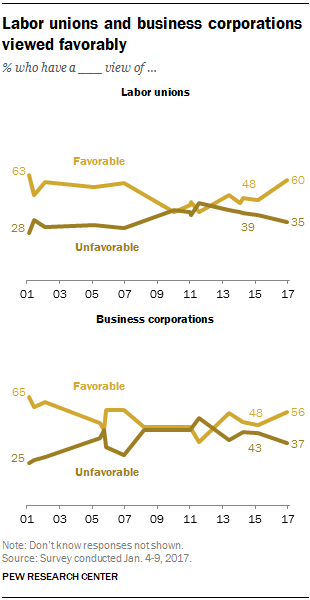 Labor unions and business corporations
viewed favorably
% who have a ____ view of ...
Labor unions
63
Favorable
48
60
28
Unfavorable
39
35
01 03 05 07 09 11 13 15 17
Business corporations
65
Favorable
48
56
25
Unfavorable
43
37
01 03 05 07 09 11 13 15 17
Note: Don't know responses not shown.
Source: Survey conducted Jan. 4-9, 2017.
PEW RESEARCH CENTER